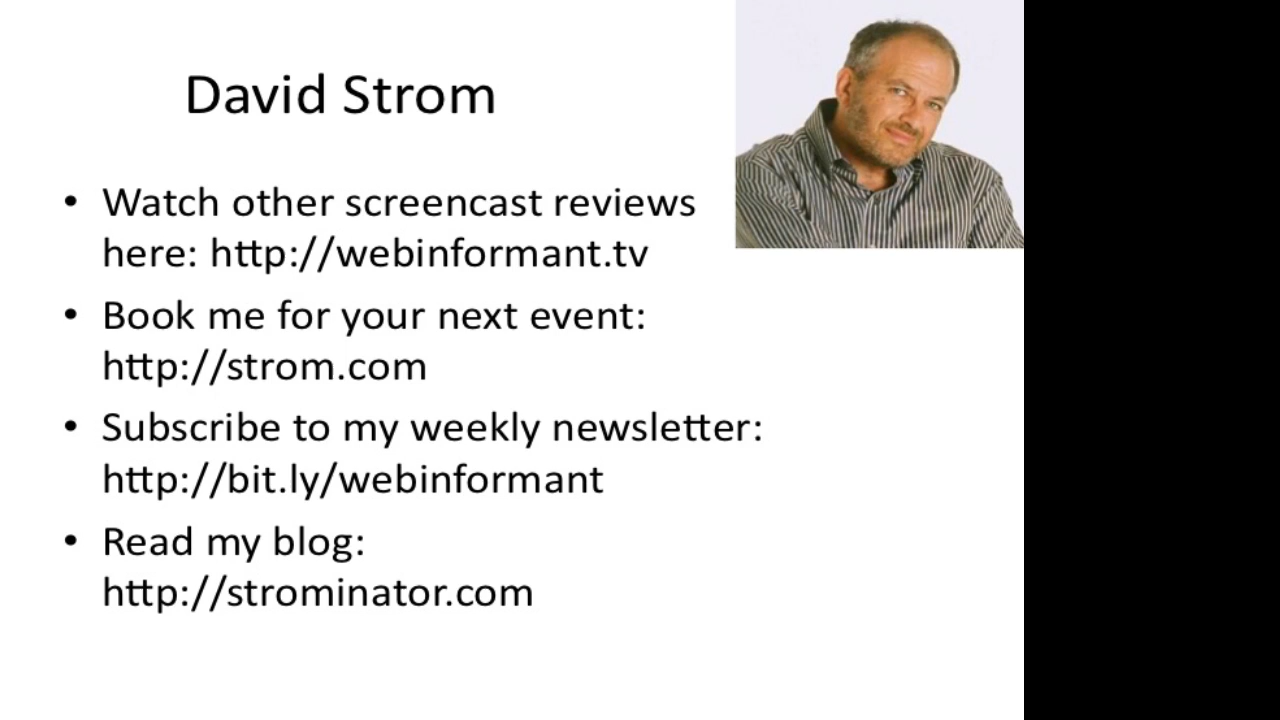 David Strom
• Watch other screencast reviews
here: http://webinformant.tv
• Book me for your next event:
http://strom.com
• Subscribe to my weekly newsletter:
http://bit.ly/webinformant
• Read my blog:
http://strominator.com